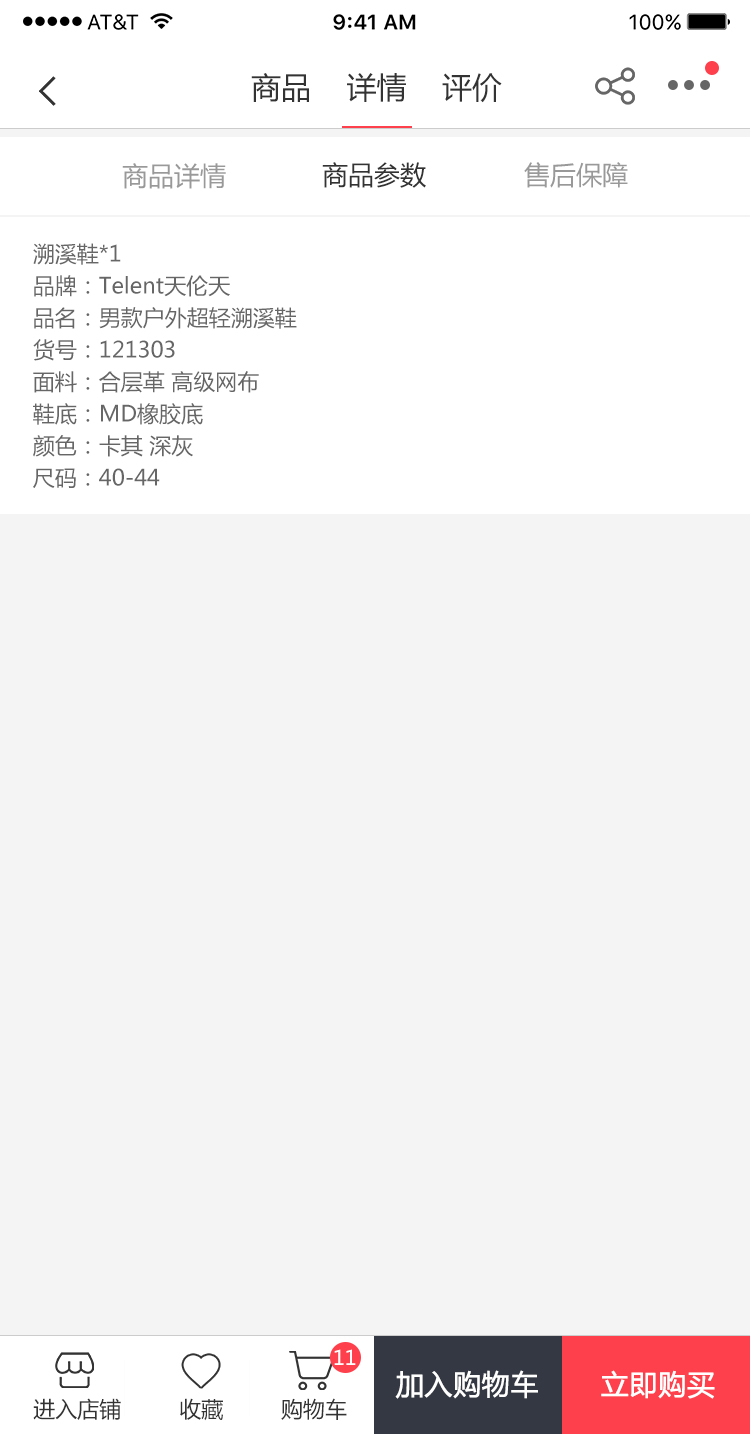 AT&T 9:41 AM 100%
商品 详情 评价
商品详情 商品参数 售后保障
溯溪鞋*1
品牌：Telent天伦天
品名：男款户外超轻溯溪鞋
货号：121303
面料：合层革 高级网布
鞋底：MD橡胶底
颜色：卡其 深灰
尺码：40-44
11
进入店铺 收藏 购物车 加入购物车 立即购买